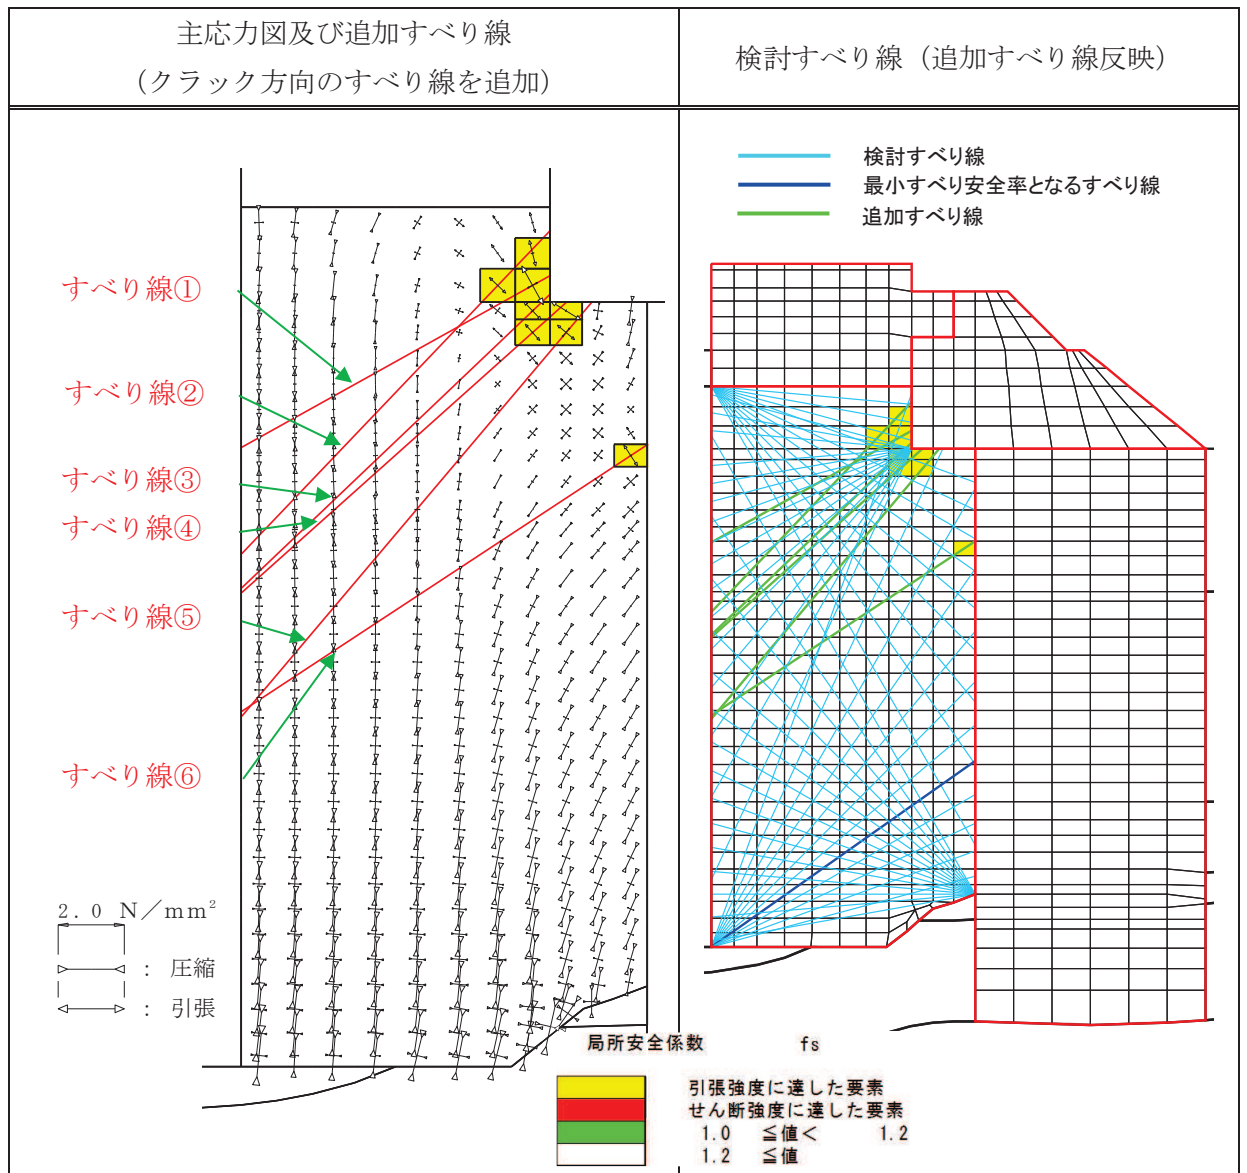 主応力図及び追加すべり線
（クラック方向のすべり線を追加）
検討すべり線（追加すべり線反映）
検討すべり線
最小すべり安全率となるすべり線
追加すべり線
すべり線①
すべり線②
すべり線③
すべり線④
すべり線⑤
すべり線⑥
2.0 N／mm²
： 圧縮
： 引張
局所安全係数 fs
引張強度に達した要素
せん断強度に達した要素
1.0 ≦値＜ 1.2
1.2 ≦値